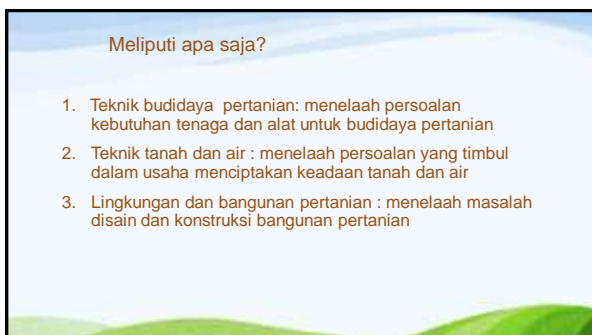 Meliputi apa saja?
1. Teknik budidaya pertanian: menelaah persoalan
kebutuhan tenaga dan alat untuk budidaya pertanian
2. Teknik tanah dan air : menelaah persoalan yang timbul
dalam usaha menciptakan keadaan tanah dan air
3. Lingkungan dan bangunan pertanian : menelaah masalah
disain dan konstruksi bangunan pertanian